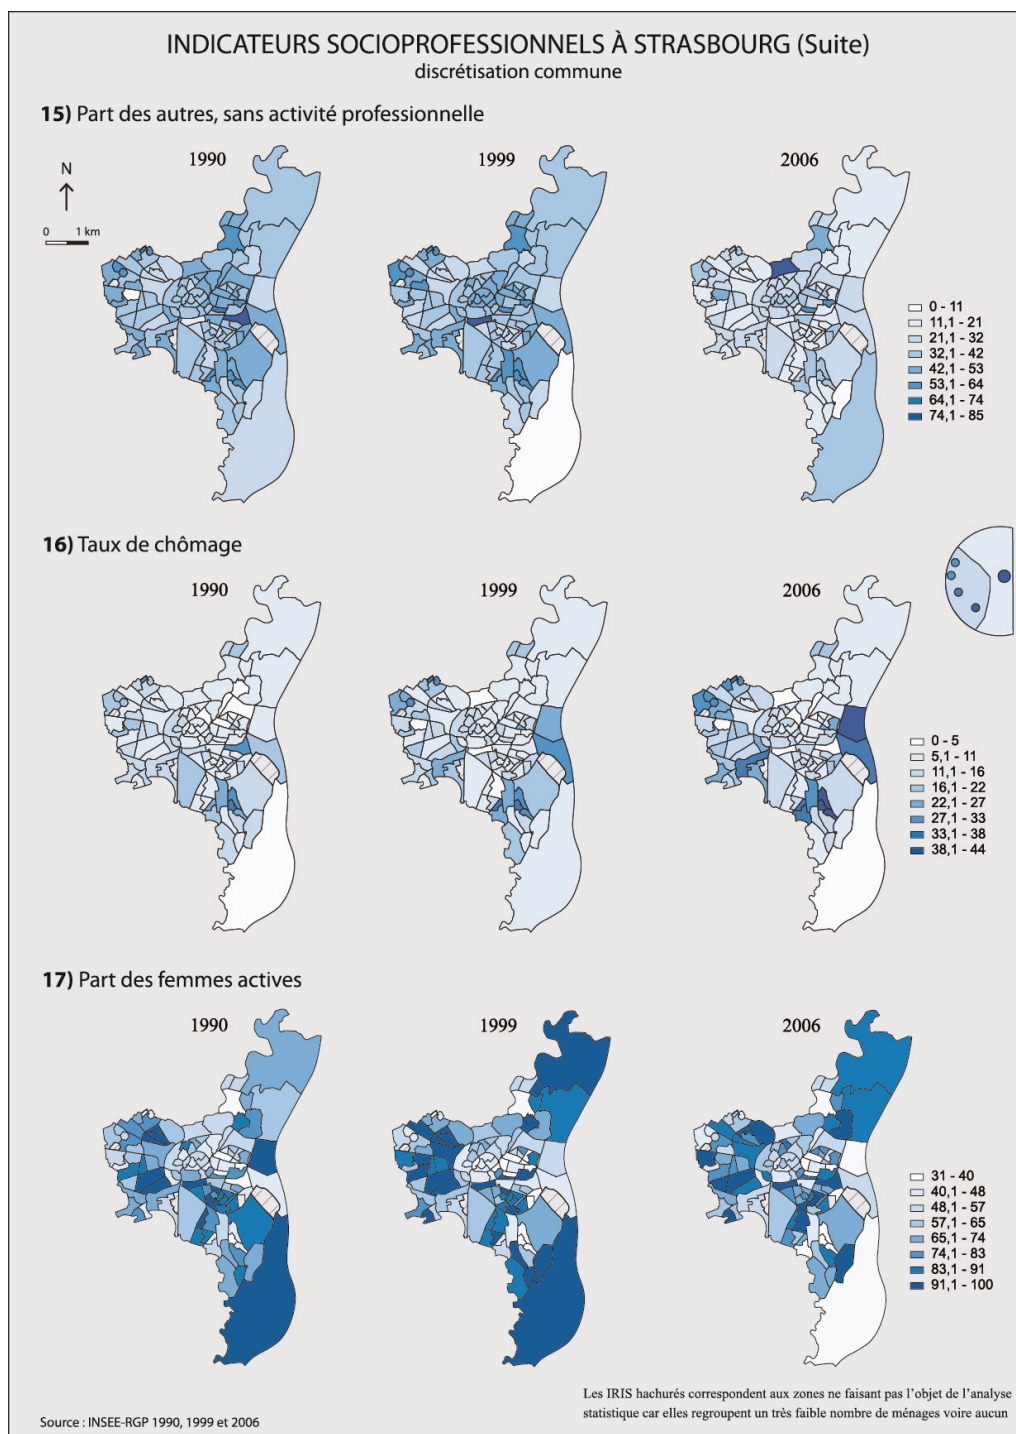 INDICATEURS SOCIOPROFESSIONNELS À STRASBOURG (Suite)
discrétisation commune
15) Part des autres, sans activité professionnelle
1990
1999
2006
N
0 1 km
0 - 11
11,1 - 21
21,1 - 32
32,1 - 42
42,1 - 53
53,1 - 64
64,1 - 74
74,1 - 85
16) Taux de chômage
1990
1999
2006
0 - 5
5,1 - 11
11,1 - 16
16,1 - 22
22,1 - 27
27,1 - 33
33,1 - 38
38,1 - 44
17) Part des femmes actives
1990
1999
2006
31 - 40
40,1 - 48
48,1 - 57
57,1 - 65
65,1 - 74
74,1 - 83
83,1 - 91
91,1 - 100
Les IRIS hachurés correspondent aux zones ne faisant pas l'objet de l'analyse
statistique car elles regroupent un très faible nombre de ménages voire aucun
Source : INSEE-RGP 1990, 1999 et 2006